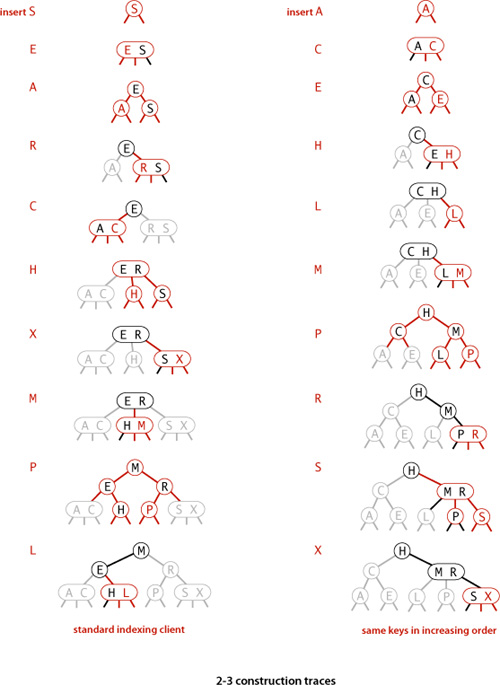 insert S S
E E S
A E
A S
R E
A R S
C E
A C R S
H E R
A C H S
X E R
A C H S X
M E R
A C H M S X
P M
E R
A C H P S X
L M
E R
A C H L P S X
standard indexing client
insert A A
C A C
E C
A E
H C
A E H
L C H
A E L
M C H
A E L M
P H
C M
A E L P
R H
C M
A E L P R
S H
C M R
A E L P S
X H
C M R
A E L P S X
same keys in increasing order
2-3 construction traces